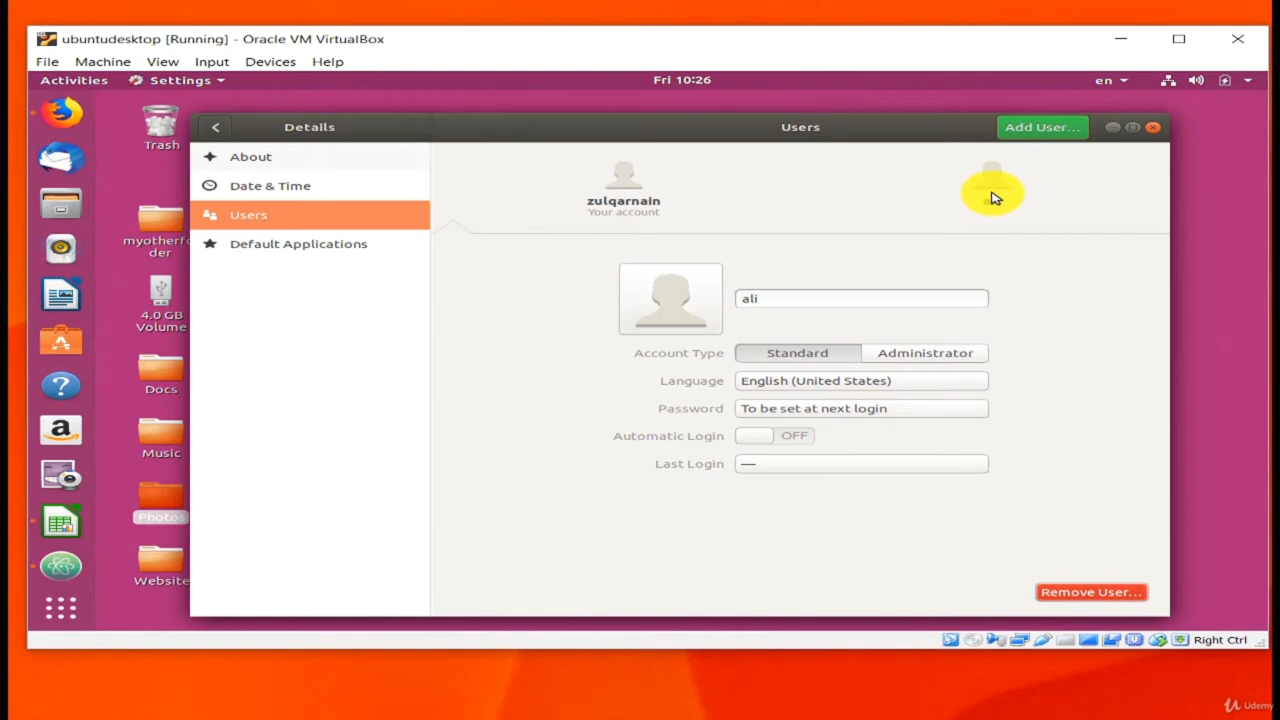 ubuntudesktop [Running] - Oracle VM VirtualBox
File Machine View Input Devices Help
Activities Settings Fri 10:26 en
Details Users Add User...
Trash
myotherfo
der
4.0 GB
Volume
Docs
Music
Photos
Website
About
Date & Time
Users
Default Applications
zulqarnain
Your account
ali
Account Type Standard Administrator
Language English (United States)
Password To be set at next login
Automatic Login OFF
Last Login —
Remove User...
Right Ctrl
Udemy